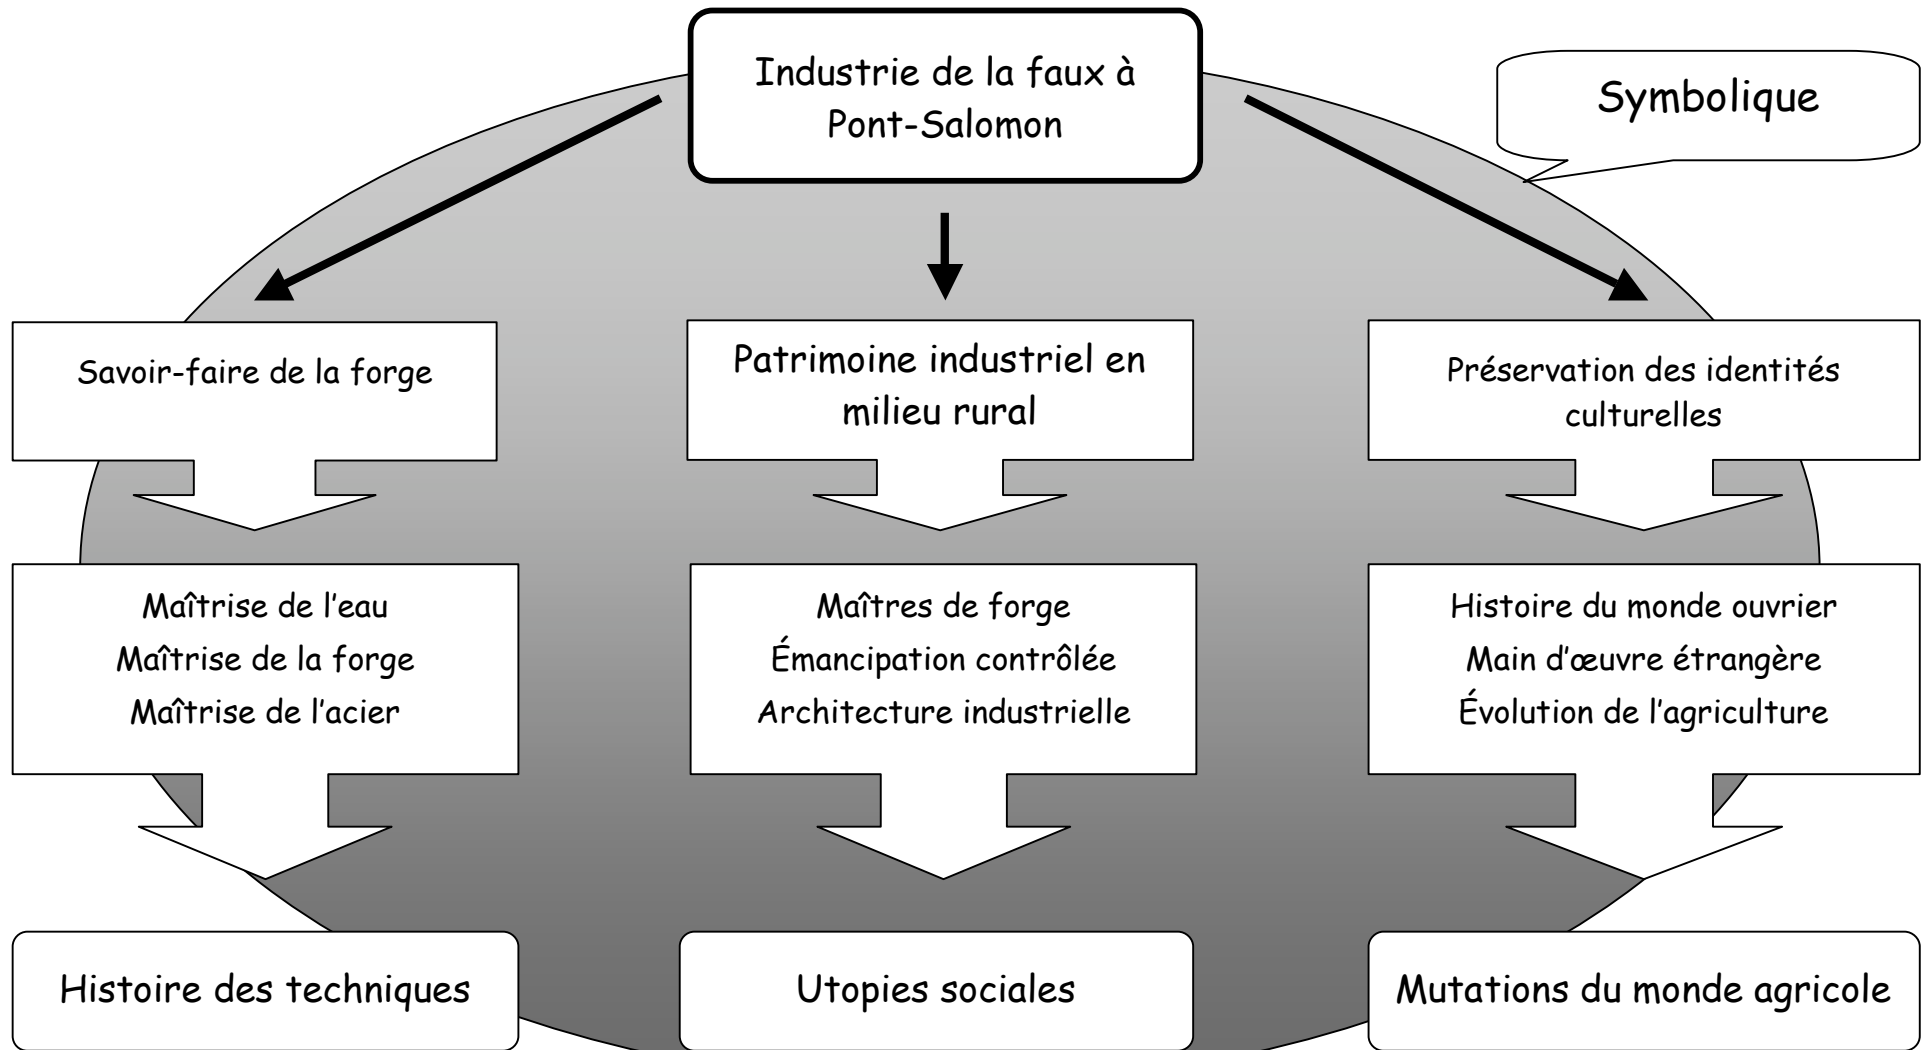 Industrie de la faux à
Pont-Salomon
Symbolique
Savoir-faire de la forge
Patrimoine industriel en
milieu rural
Préservation des identités
culturelles
Maîtrise de l’eau
Maîtrise de la forge
Maîtrise de l’acier
Maîtres de forge
Émancipation contrôlée
Architecture industrielle
Histoire du monde ouvrier
Main d’œuvre étrangère
Évolution de l’agriculture
Histoire des techniques
Utopies sociales
Mutations du monde agricole